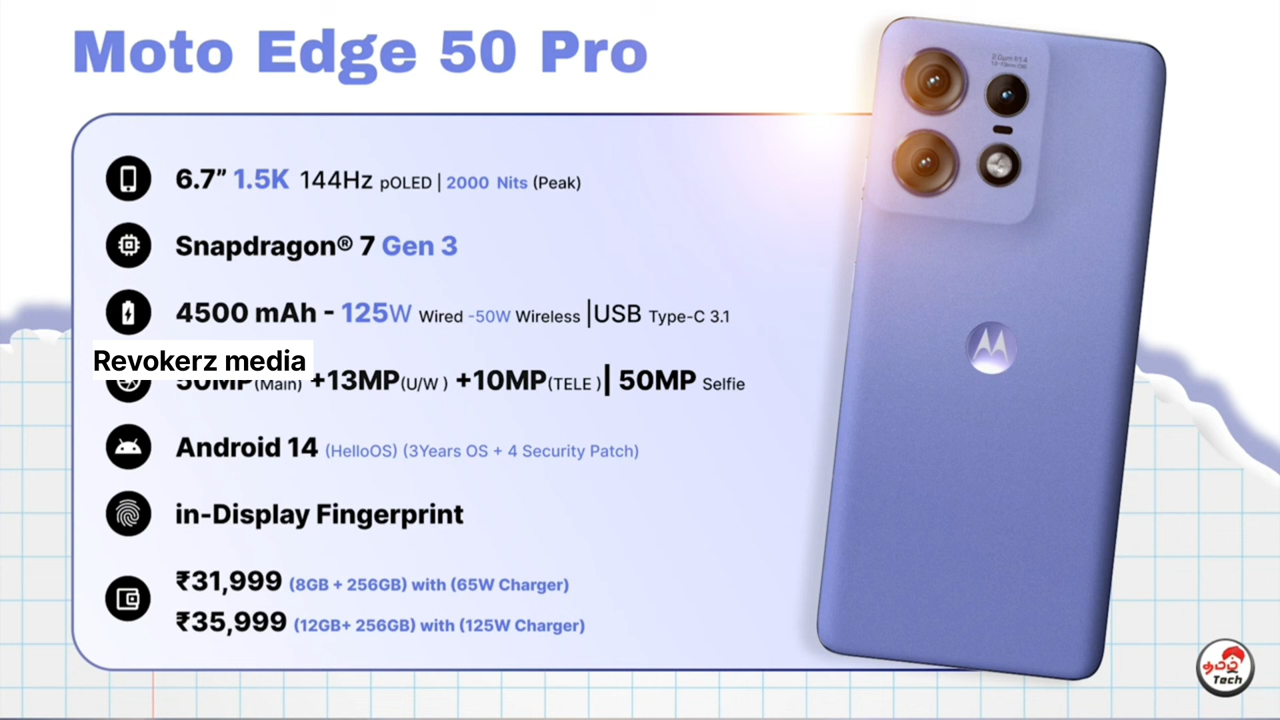 Moto Edge 50 Pro
6.7” 1.5K 144Hz pOLED | 2000 Nits (Peak)
Snapdragon® 7 Gen 3
4500 mAh - 125W Wired -50W Wireless |USB Type-C 3.1
Revokerz media
50MP(Main) +13MP(U/W ) +10MP(TELE )| 50MP Selfie
Android 14 (HelloOS) (3Years OS + 4 Security Patch)
in-Display Fingerprint
₹31,999 (8GB + 256GB) with (65W Charger)
₹35,999 (12GB+ 256GB) with (125W Charger)
தமிழ்
Tech